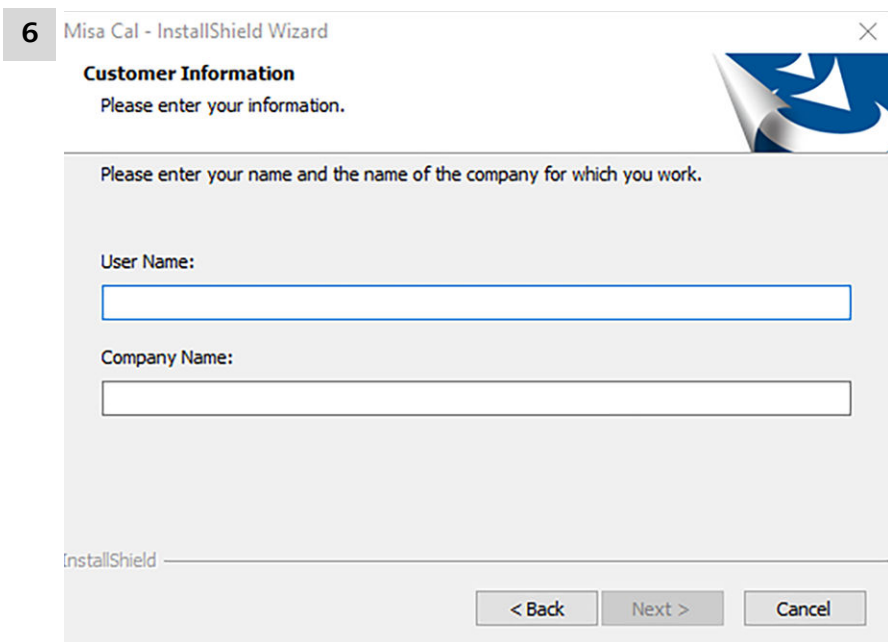 6
Misa Cal - InstallShield Wizard
Customer Information
Please enter your information.
Please enter your name and the name of the company for which you work.
User Name:
Company Name:
InstallShield
< Back Next > Cancel